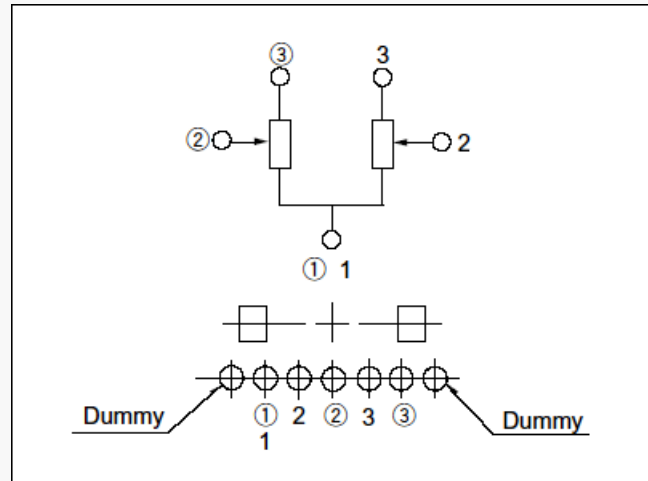 ③ 3
② 2
① 1
① 2 ② 3 ③
Dummy Dummy
1